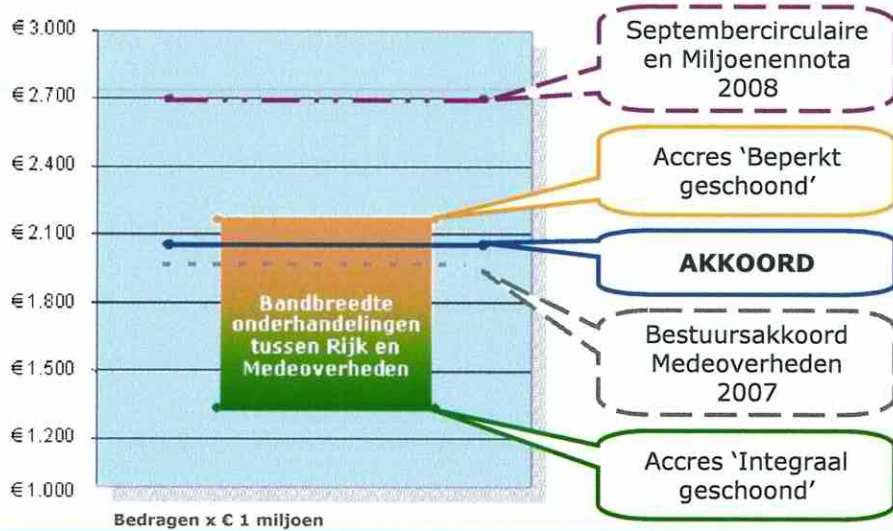 € 3.000
€ 2.700
€ 2.400
€ 2.100
€ 1.800
€ 1.500
€ 1.200
€ 1.000
Septembercirculaire
en Miljoenennota
2008
Accres ‘Beperkt
geschoond’
AKKOORD
Bandbreedte
onderhandelingen
tussen Rijk en
Medeoverheden
Bestuursakkoord
Medeoverheden
2007
Accres ‘Integraal
geschoond’
Bedragen x € 1 miljoen